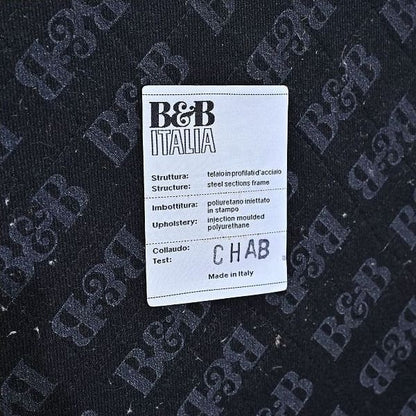 B&B
ITALIA
Struttura: telaio in profilati d'acciaio
Structure: steel sections frame
Imbottitura: poliuretano iniettato
in stampo
Upholstery: injection moulded
polyurethane
Collaudo:
Test: CHAB
Made in Italy
B&B
B&B
B&B
B&B
B&B
B&B
B&B
B&B
B&B
B&B
B&B
B&B